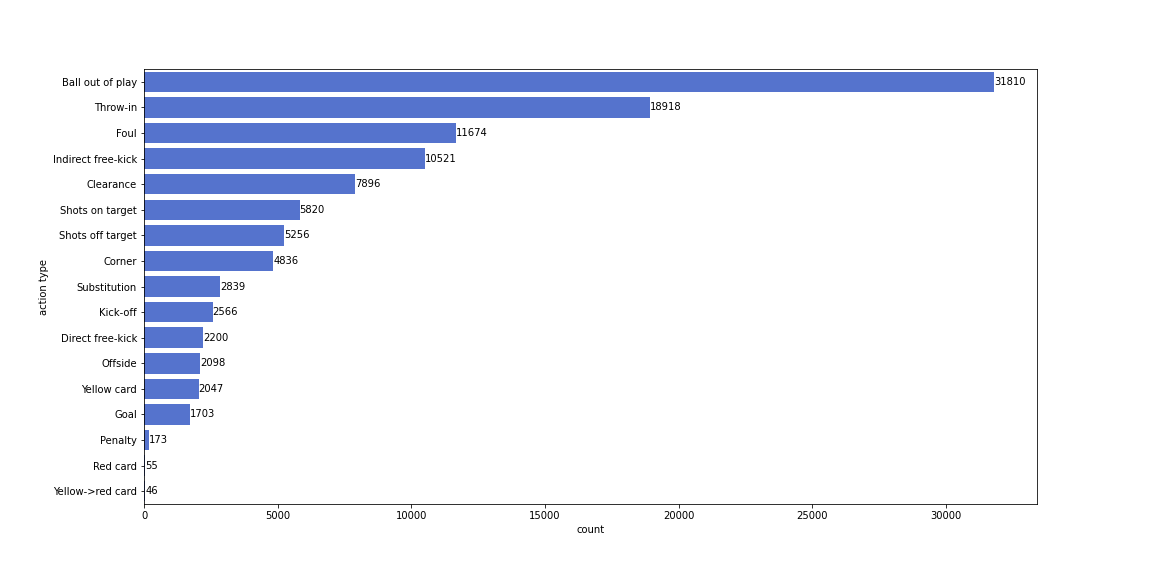 Ball out of play 31810
Throw-in 18918
Foul 11674
Indirect free-kick 10521
Clearance 7896
Shots on target 5820
Shots off target 5256
Corner 4836
Substitution 2839
Kick-off 2566
Direct free-kick 2200
Offside 2098
Yellow card 2047
Goal 1703
Penalty 173
Red card 55
Yellow->red card 46
action type
0 5000 10000 15000 20000 25000 30000
count